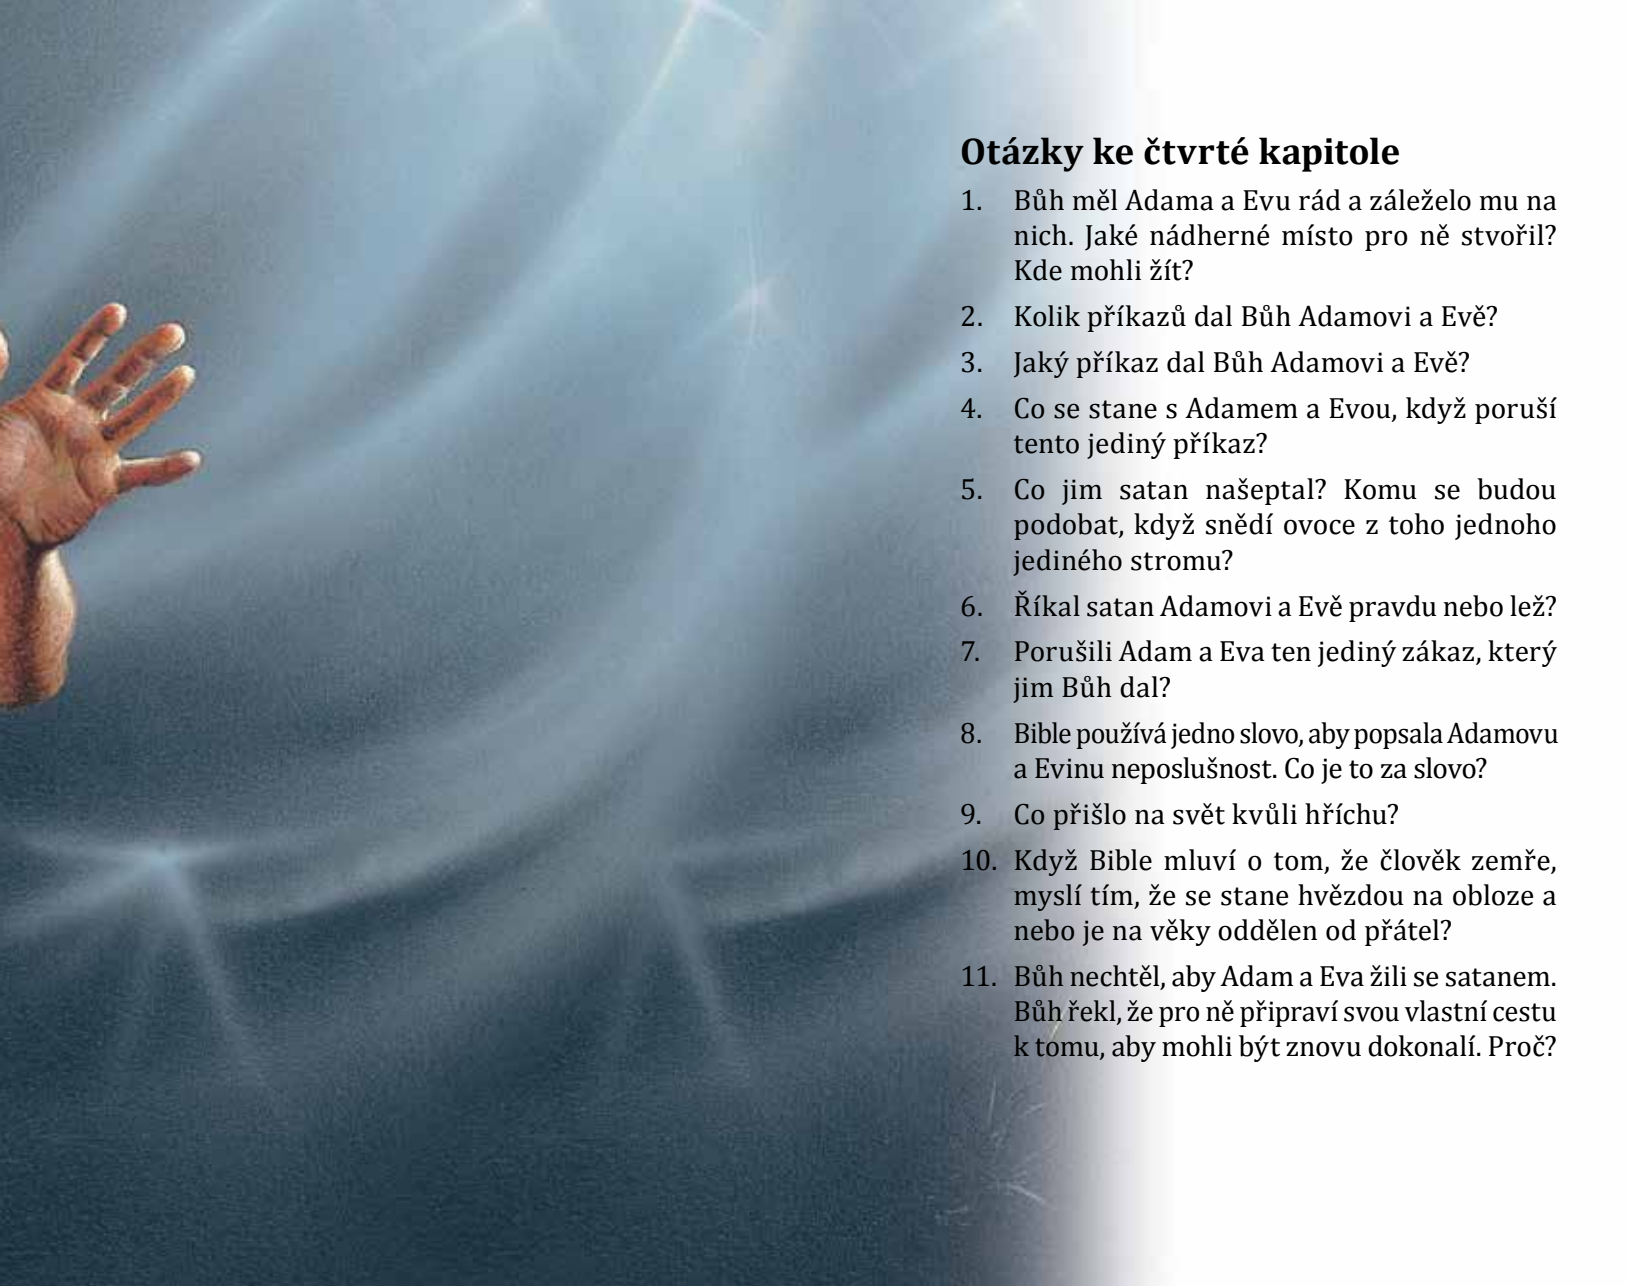 Otázky ke čtvrté kapitole
1. Bůh měl Adama a Evu rád a záleželo mu na
nich. Jaké nádherné místo pro ně stvořil?
Kde mohli žít?
2. Kolik příkazů dal Bůh Adamovi a Evě?
3. Jaký příkaz dal Bůh Adamovi a Evě?
4. Co se stane s Adamem a Evou, když poruší
tento jediný příkaz?
5. Co jim satan našeptal? Komu se budou
podobat, když snědí ovoce z toho jednoho
jediného stromu?
6. Říkal satan Adamovi a Evě pravdu nebo lež?
7. Porušili Adam a Eva ten jediný zákaz, který
jim Bůh dal?
8. Bible používá jedno slovo, aby popsala Adamovu
a Evinu neposlušnost. Co je to za slovo?
9. Co přišlo na svět kvůli hříchu?
10. Když Bible mluví o tom, že člověk zemře,
myslí tím, že se stane hvězdou na obloze a
nebo je na věky oddělen od přátel?
11. Bůh nechtěl, aby Adam a Eva žili se satanem.
Bůh řekl, že pro ně připraví svou vlastní cestu
k tomu, aby mohli být znovu dokonalí. Proč?